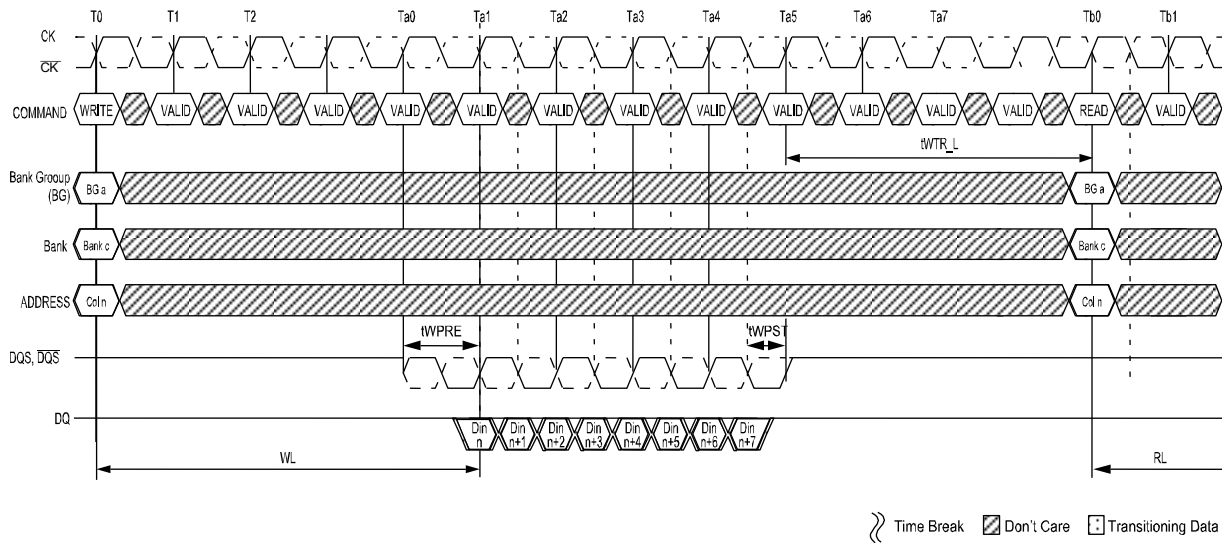 T0 T1 T2 Ta0 Ta1 Ta2 Ta3 Ta4 Ta5 Ta6 Ta7 Tb0 Tb1
CK
CK
COMMAND WRITE VALID VALID VALID VALID VALID VALID VALID VALID VALID VALID VALID VALID READ VALID
tWTR_L
Bank Grooup
(BG) BG a BG a
Bank Bank c Bank c
ADDRESS Col n Col n
tWPRE tWPST
DQS, DQS
DQ Din n Din n+1 Din n+2 Din n+3 Din n+4 Din n+5 Din n+6 Din n+7
WL RL
Time Break Don't Care Transitioning Data